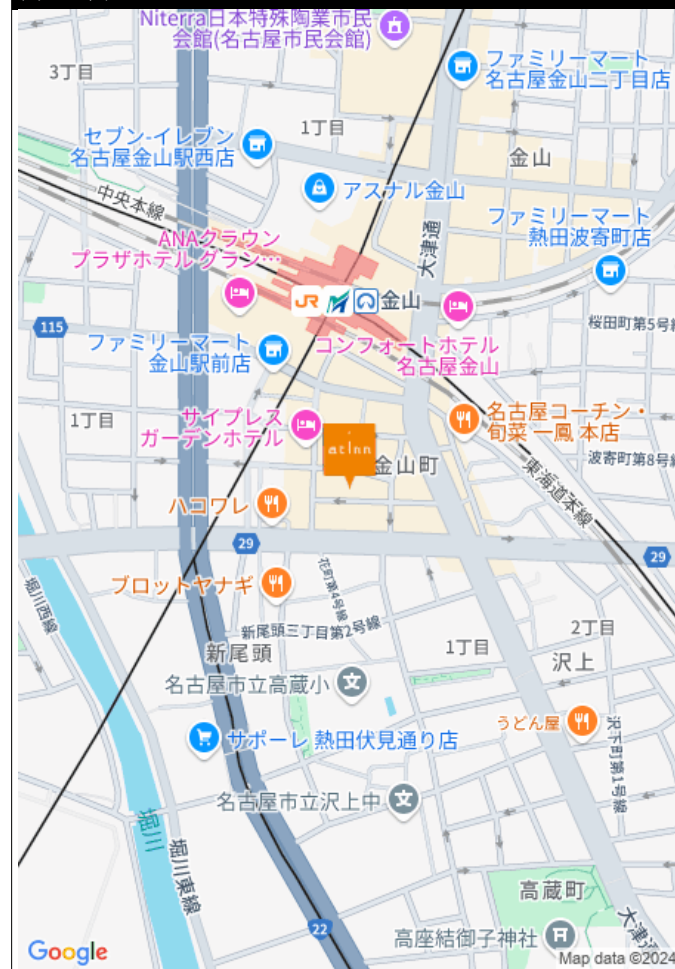 Niterra日本特殊陶業市民
会館(名古屋市民会館)
3丁目
ファミリーマート
名古屋金山二丁目店
1丁目
セブン-イレブン
名古屋金山駅西店
金山
アスナル金山
中央本線
大津通
ファミリーマート
熱田波寄町店
ANAクラウン
プラザホテル グラン…
JR
金山
115
桜田町第5号
ファミリーマート
金山駅前店
コンフォートホテル
名古屋金山
1丁目
サイプレス
ガーデンホテル
名古屋コーチン・
旬菜 一鳳 本店
at inn
金山町
波寄町第8号
東海道本線
ハコワレ
29
29
堀川西線
ブロットヤナギ
花町第4号線
新尾頭三丁目第2号線
新尾頭
1丁目
2丁目
沢上
名古屋市立高蔵小
文
うどん屋
サポーレ 熱田伏見通り店
沢下町第1号線
名古屋市立沢上中
文
堀川
堀川東線
高蔵町
22
高座結御子神社
大津通
Google
Map data ©2024